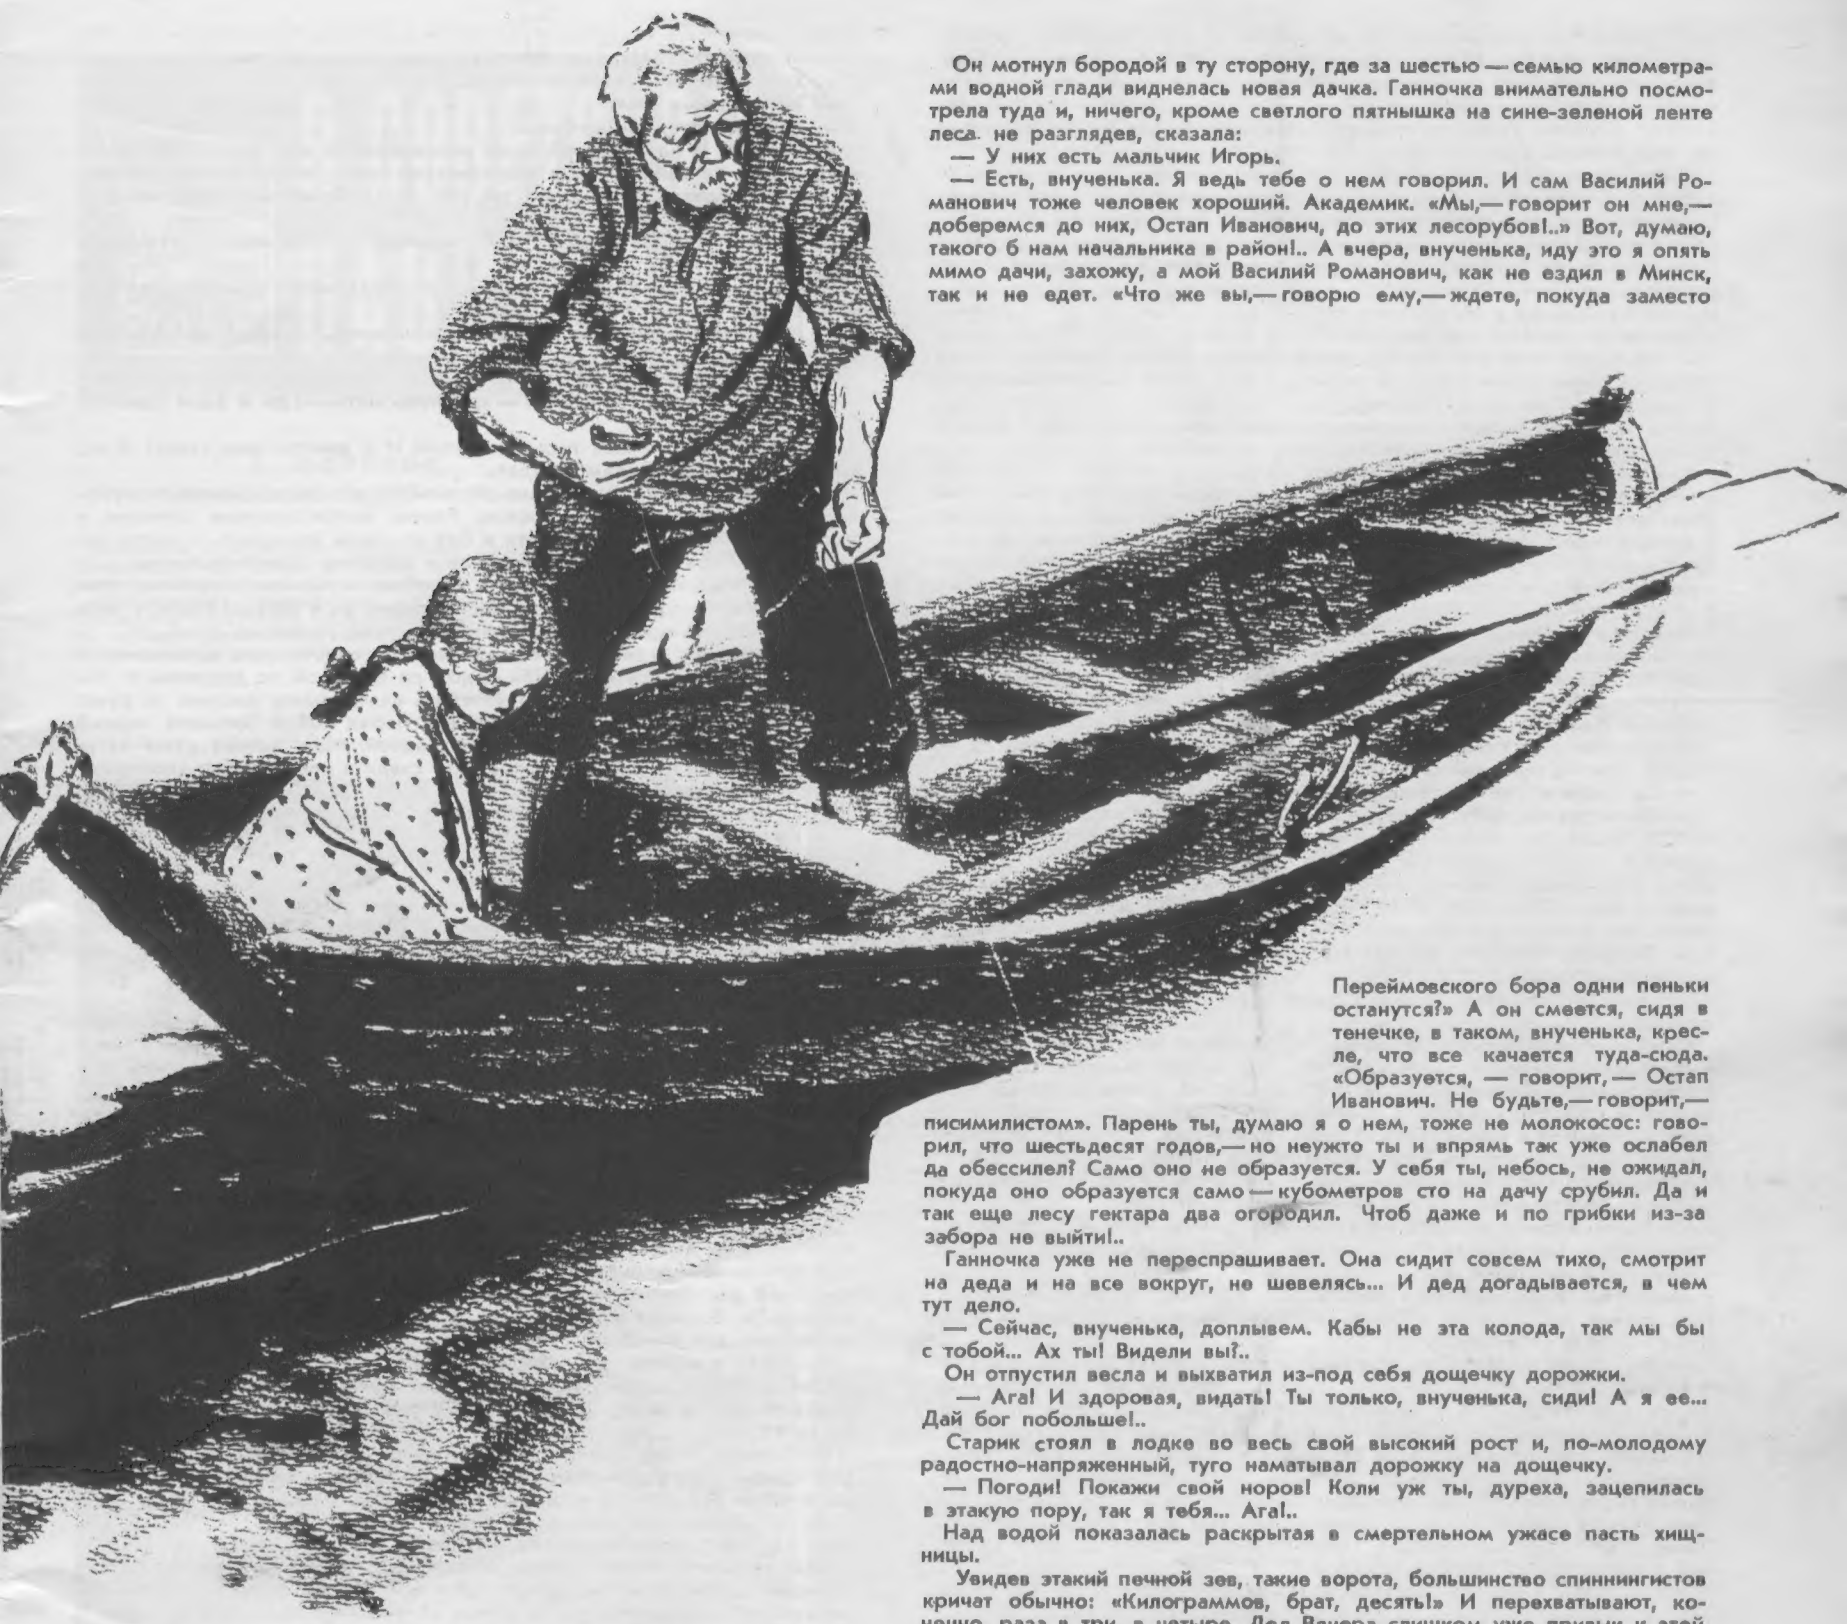 Он мотнул бородой в ту сторону, где за шестью — семью километра-
ми водной глади виднелась новая дачка. Ганночка внимательно посмо-
трела туда и, ничего, кроме светлого пятнышка на сине-зеленой ленте
леса не разглядев, сказала:
— У них есть мальчик Игорь.
— Есть, внученька. Я ведь тебе о нем говорил. И сам Василий Ро-
манович тоже человек хороший. Академик. «Мы,— говорит он мне,—
доберемся до них, Остап Иванович, до этих лесорубов!..» Вот, думаю,
такого б нам начальника в район!.. А вчера, внученька, иду это я опять
мимо дачи, захожу, а мой Василий Романович, как не ездил в Минск,
так и не едет. «Что же вы,— говорю ему,— ждете, покуда заместо
Переймовского бора одни пеньки
останутся?» А он смеется, сидя в
тенечке, в таком, внученька, крес-
ле, что все качается туда-сюда.
«Образуется, — говорит,— Остап
Иванович. Не будьте,— говорит,—
писимилистом». Парень ты, думаю я о нем, тоже не молокосос: гово-
рил, что шестьдесят годов,— но неужто ты и впрямь так уже ослабел
да обессилел? Само оно не образуется. У себя ты, небось, не ожидал,
покуда оно образуется само — кубометров сто на дачу срубил. Да и
так еще лесу гектара два огородил. Чтоб даже и по грибки из-за
забора не выйти!..
Ганночка уже не переспрашивает. Она сидит совсем тихо, смотрит
на деда и на все вокруг, не шевелясь... И дед догадывается, в чем
тут дело.
— Сейчас, внученька, доплывем. Кабы не эта колода, так мы бы
с тобой... Ах ты! Видели вы?..
Он отпустил весла и выхватил из-под себя дощечку дорожки.
— Ага! И здоровая, видать! Ты только, внученька, сиди! А я ее...
Дай бог побольше!..
Старик стоял в лодке во весь свой высокий рост и, по-молодому
радостно-напряженный, туго наматывал дорожку на дощечку.
— Погоди! Покажи свой норов! Коли уж ты, дуреха, зацепилась
в этакую пору, так я тебя... Ага!..
Над водой показалась раскрытая в смертельном ужасе пасть хищ-
ницы.
Увидев этакий печной зев, такие ворота, большинство спиннингистов
кричат обычно: «Килограммов, брат, десять!» И перехватывают, ко-